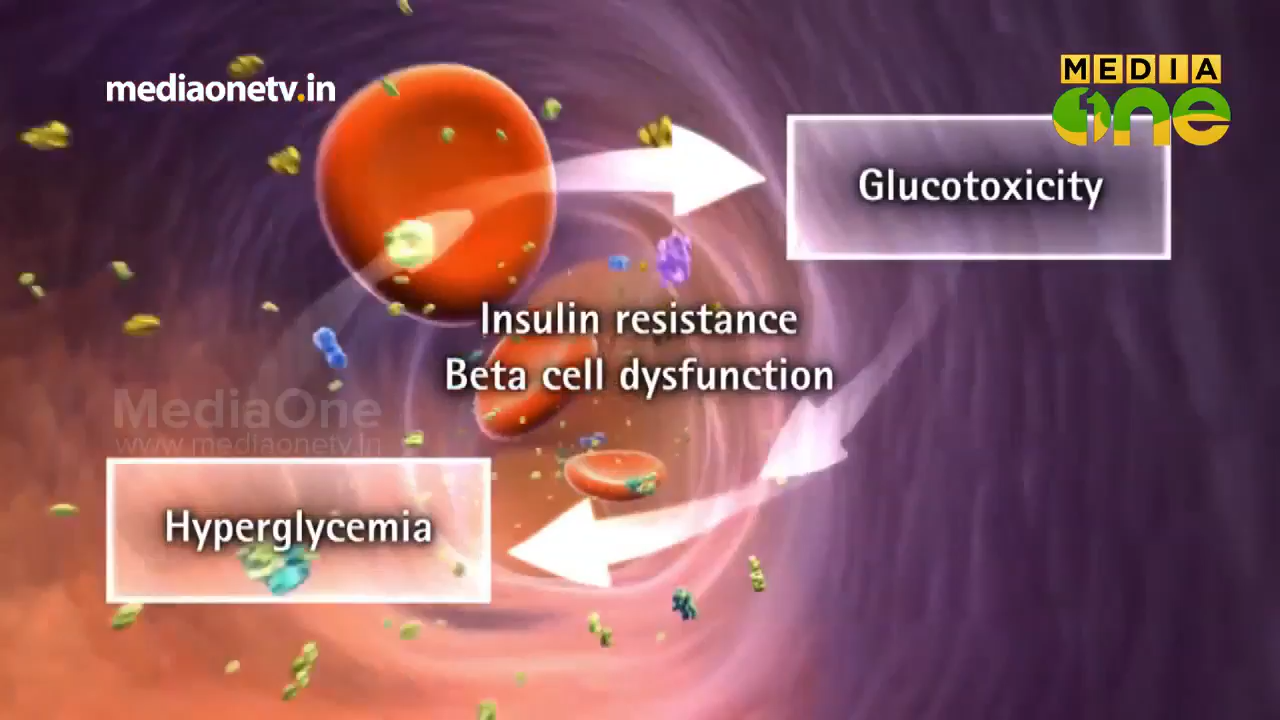 mediaonetv.in
MEDIA
one
Glucotoxicity
Insulin resistance
Beta cell dysfunction
MediaOne
www.mediaonetv.in
Hyperglycemia